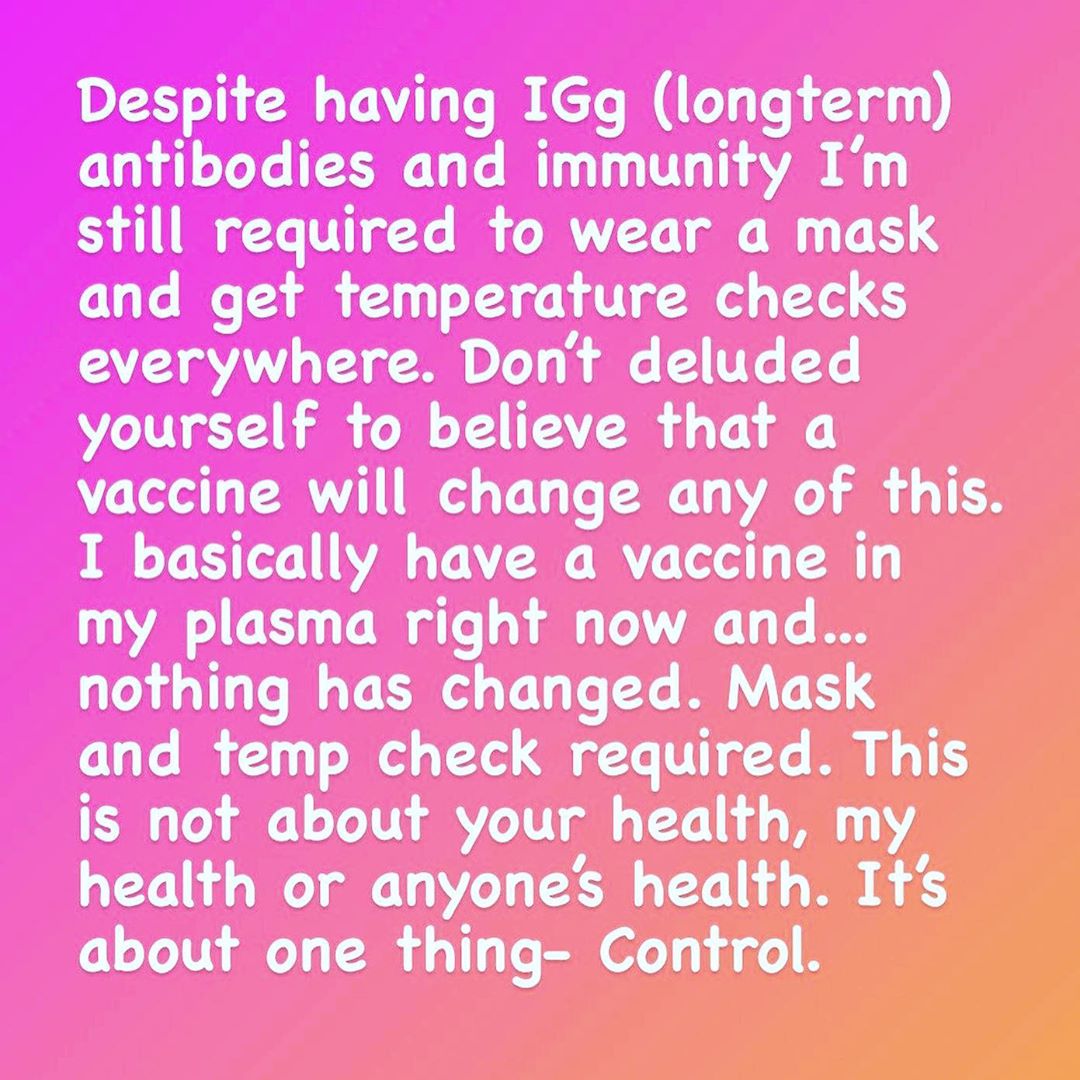 Despite having IGg (longterm)
antibodies and immunity I'm
still required to wear a mask
and get temperature checks
everywhere. Don't deluded
yourself to believe that a
vaccine will change any of this.
I basically have a vaccine in
my plasma right now and...
nothing has changed. Mask
and temp check required. This
is not about your health, my
health or anyone's health. It's
about one thing- Control.